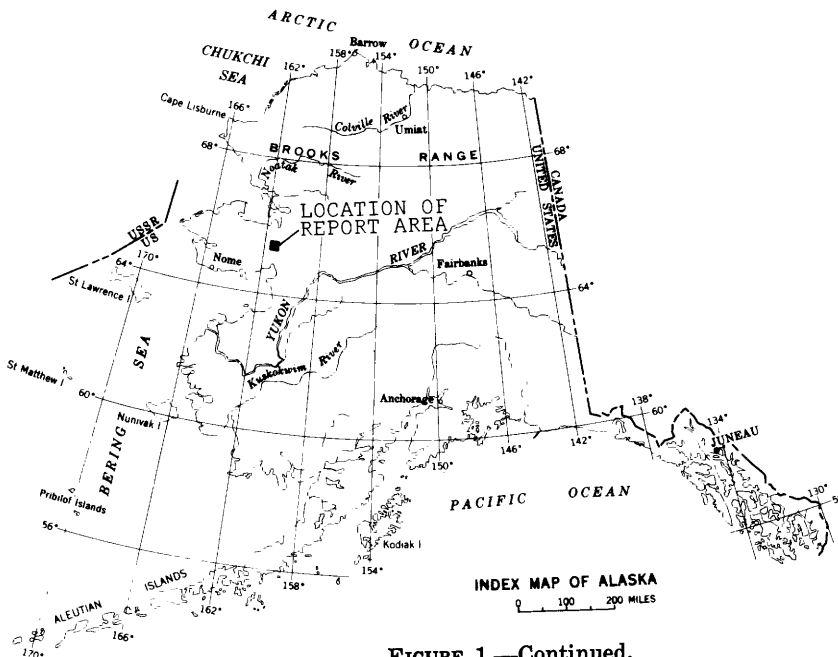 ARCTIC OCEAN
Barrow
CHUKCHI
SEA
158° 154°
162° 150° 146° 142°
166°
Cape Lisburne
Colville River
Umiat
68° 68°
BROOKS RANGE
Noatak River
CANADA
UNITED STATES
LOCATION OF
REPORT AREA
USSR
US
170°
Nome
64°
RIVER
Fairbanks
St Lawrence I
64°
YUKON
SEA
Kuskokwim River
St Matthew I
60°
Anchorage
138° 60° 134°
Nunivak I
JUNEAU
142°
146°
150°
BERING
130°
Pribilof Islands
PACIFIC OCEAN
56°
Kodiak I
154°
158°
INDEX MAP OF ALASKA
0 100 200 MILES
ALEUTIAN ISLANDS
162°
166°
170°
FIGURE 1.—Continued.